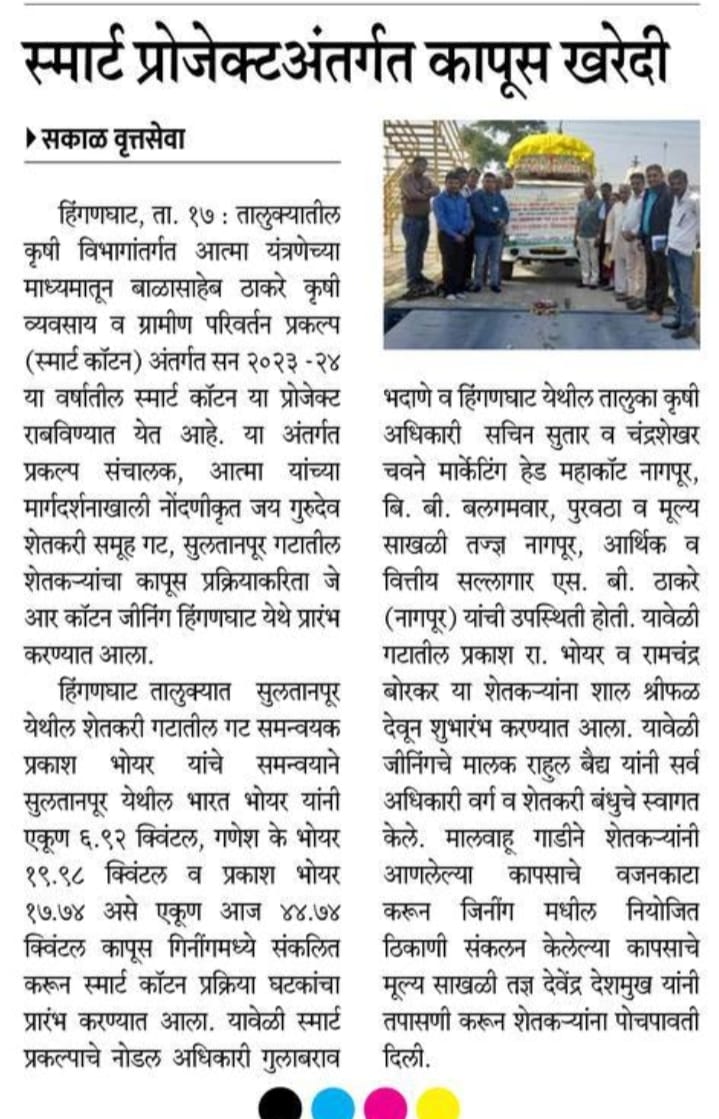 स्मार्ट प्रोजेक्टअंतर्गत कापूस खरेदी
सकाळ वृत्तसेवा
हिंगणघाट, ता. १७ : तालुक्यातील
कृषी विभागांतर्गत आत्मा यंत्रणेच्या
माध्यमातून बाळासाहेब ठाकरे कृषी
व्यवसाय व ग्रामीण परिवर्तन प्रकल्प
(स्मार्ट कॉटन) अंतर्गत सन २०२३ -२४
या वर्षातील स्मार्ट कॉटन या प्रोजेक्ट
राबविण्यात येत आहे. या अंतर्गत
प्रकल्प संचालक, आत्मा यांच्या
मार्गदर्शनाखाली नोंदणीकृत जय गुरुदेव
शेतकरी समूह गट, सुलतानपूर गटातील
शेतकऱ्यांचा कापूस प्रक्रियाकरिता जे
आर कॉटन जीनिंग हिंगणघाट येथे प्रारंभ
करण्यात आला.
हिंगणघाट तालुक्यात सुलतानपूर
येथील शेतकरी गटातील गट समन्वयक
प्रकाश भोयर यांचे समन्वयाने
सुलतानपूर येथील भारत भोयर यांनी
एकूण ६.९२ क्विंटल, गणेश के भोयर
१९.९८ क्विंटल व प्रकाश भोयर
१७.७४ असे एकूण आज ४४.७४
क्विंटल कापूस गिनींगमध्ये संकलित
करून स्मार्ट कॉटन प्रक्रिया घटकांचा
प्रारंभ करण्यात आला. यावेळी स्मार्ट
प्रकल्पाचे नोडल अधिकारी गुलाबराव
भदाणे व हिंगणघाट येथील तालुका कृषी
अधिकारी सचिन सुतार व चंद्रशेखर
चवने मार्केटिंग हेड महाकॉट नागपूर,
बि. बी. बलगमवार, पुरवठा व मूल्य
साखळी तज्ज्ञ नागपूर, आर्थिक व
वित्तीय सल्लागार एस. बी. ठाकरे
(नागपूर) यांची उपस्थिती होती. यावेळी
गटातील प्रकाश रा. भोयर व रामचंद्र
बोरकर या शेतकऱ्यांना शाल श्रीफळ
देवून शुभारंभ करण्यात आला. यावेळी
जीनिंगचे मालक राहुल बैद्य यांनी सर्व
अधिकारी वर्ग व शेतकरी बंधुचे स्वागत
केले. मालवाहू गाडीने शेतकऱ्यांनी
आणलेल्या कापसाचे वजनकाटा
करून जिनींग मधील नियोजित
ठिकाणी संकलन केलेल्या कापसाचे
मूल्य साखळी तज्ञ देवेंद्र देशमुख यांनी
तपासणी करून शेतकऱ्यांना पोचपावती
दिली.